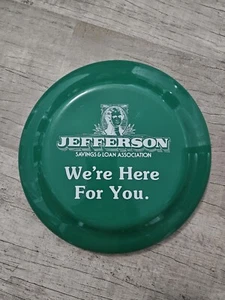 JEFFERSON
SAVINGS & LOAN ASSOCIATION
We're Here
For You.